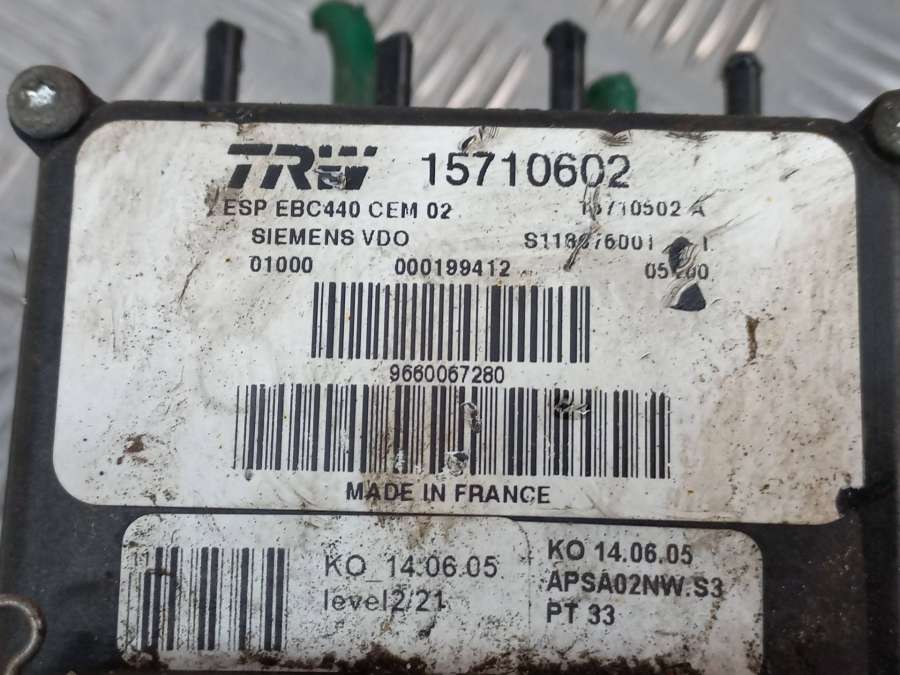 TRW 15710602
ESP EBC440 CEM 02
SIEMENS VDO
01000 000199412
9660067280
MADE IN FRANCE
KO_14.06.05
level2/21
KO 14.06.05
APSA02NW.S3
PT 33